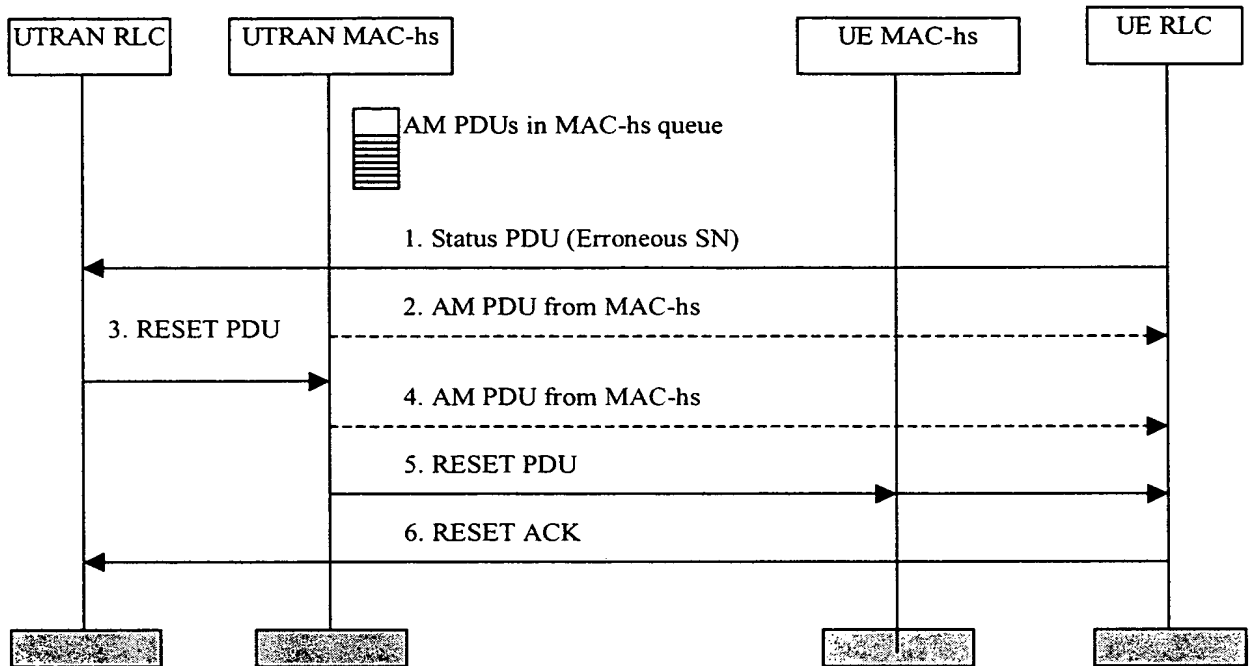 UTRAN RLC
UTRAN MAC-hs
UE MAC-hs
UE RLC
AM PDUs in MAC-hs queue
1. Status PDU (Erroneous SN)
2. AM PDU from MAC-hs
3. RESET PDU
4. AM PDU from MAC-hs
5. RESET PDU
6. RESET ACK